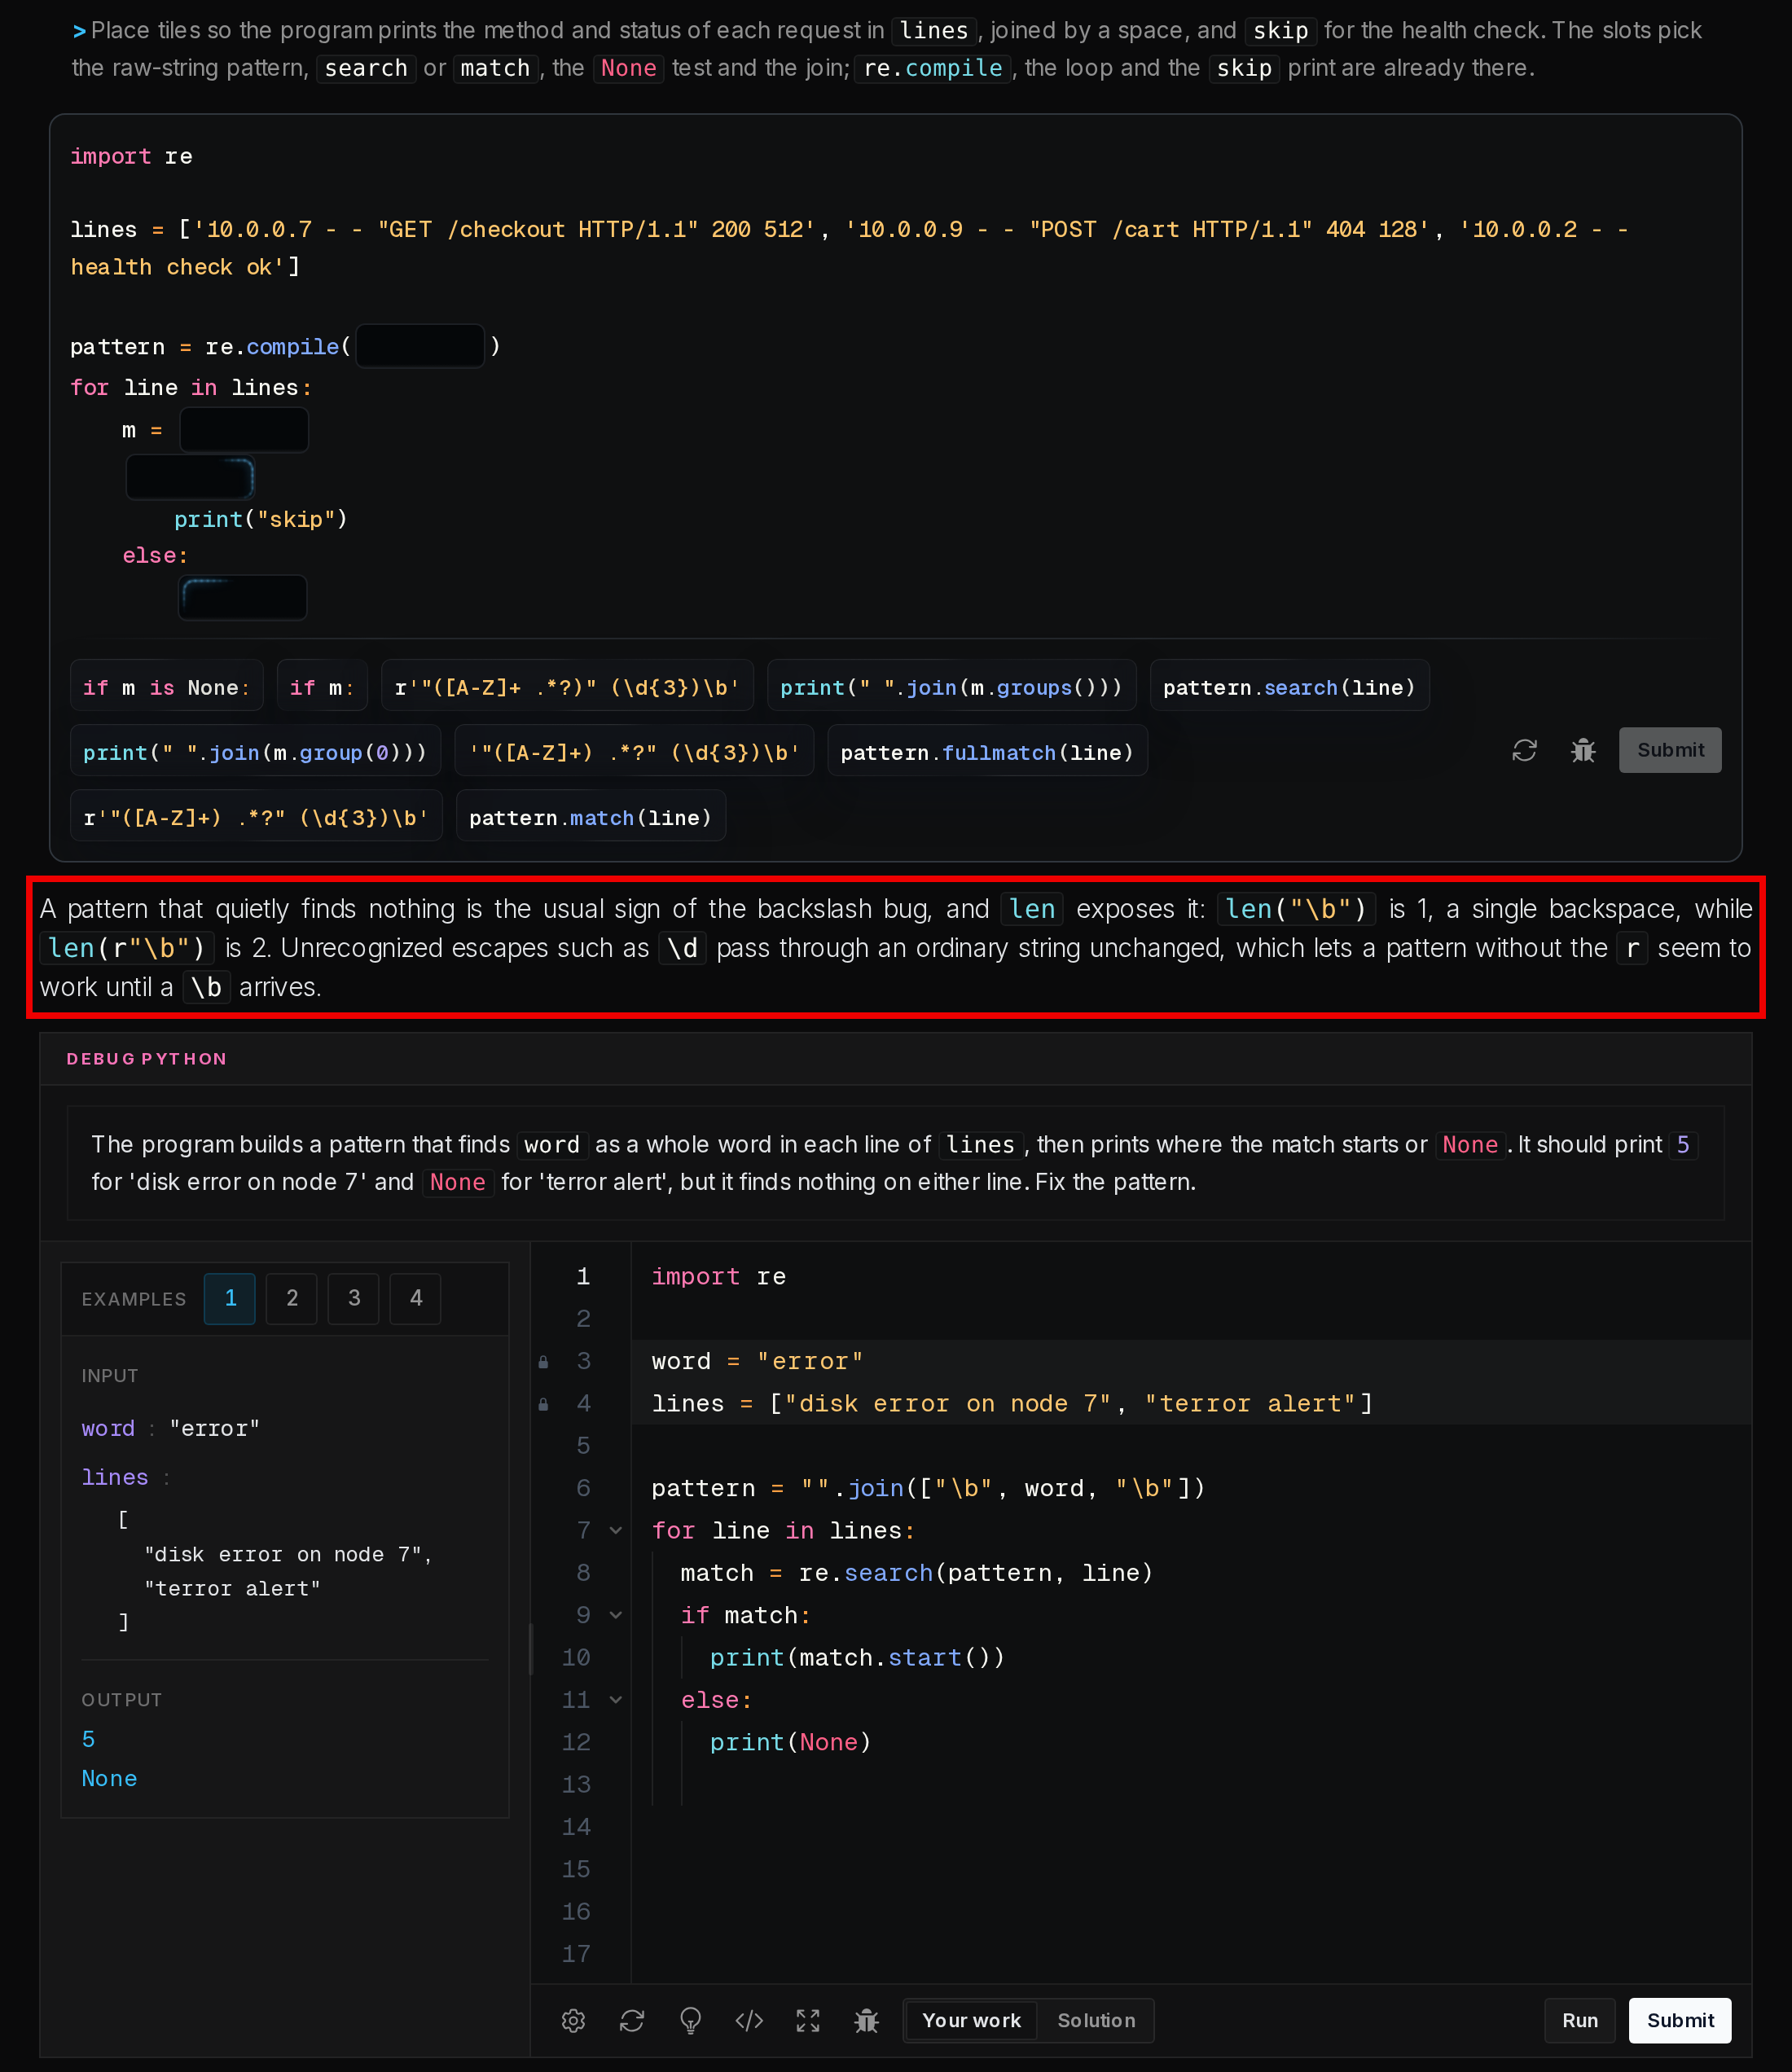 > Place tiles so the program prints the method and status of each request in lines, joined by a space, and skip for the health check. The slots pick
the raw-string pattern, search or match, the None test and the join; re.compile, the loop and the skip print are already there.
import re
lines = ['10.0.0.7 - - "GET /checkout HTTP/1.1" 200 512', '10.0.0.9 - - "POST /cart HTTP/1.1" 404 128', '10.0.0.2 - -
health check ok']
pattern = re.compile( )
for line in lines:
m =
print("skip")
else:
if m is None: if m: r'"([A-Z]+ .*?)" (\d{3})\b' print(" ".join(m.groups())) pattern.search(line)
print(" ".join(m.group(0))) '"([A-Z]+) .*?" (\d{3})\b' pattern.fullmatch(line)
Submit
r'"([A-Z]+) .*?" (\d{3})\b' pattern.match(line)
A pattern that quietly finds nothing is the usual sign of the backslash bug, and len exposes it: len("\b") is 1, a single backspace, while
len(r"\b") is 2. Unrecognized escapes such as \d pass through an ordinary string unchanged, which lets a pattern without the r seem to
work until a \b arrives.
DEBUG PYTHON
The program builds a pattern that finds word as a whole word in each line of lines, then prints where the match starts or None. It should print 5
for 'disk error on node 7' and None for 'terror alert', but it finds nothing on either line. Fix the pattern.
EXAMPLES 1 2 3 4
INPUT
word : "error"
lines :
[
"disk error on node 7",
"terror alert"
]
OUTPUT
5
None
1 import re
2
3 word = "error"
4 lines = ["disk error on node 7", "terror alert"]
5
6 pattern = "".join(["\b", word, "\b"])
7 for line in lines:
8 match = re.search(pattern, line)
9 if match:
10 print(match.start())
11 else:
12 print(None)
13
14
15
16
17
Your work Solution Run Submit